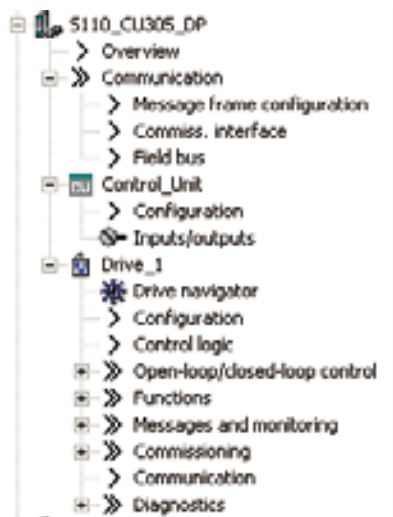 S110_CU305_DP
Overview
Communication
Message frame configuration
Commiss. interface
Field bus
Control_Unit
Configuration
Inputs/outputs
Drive_1
Drive navigator
Configuration
Control logic
Open-loop/closed-loop control
Functions
Messages and monitoring
Commissioning
Communication
Diagnostics